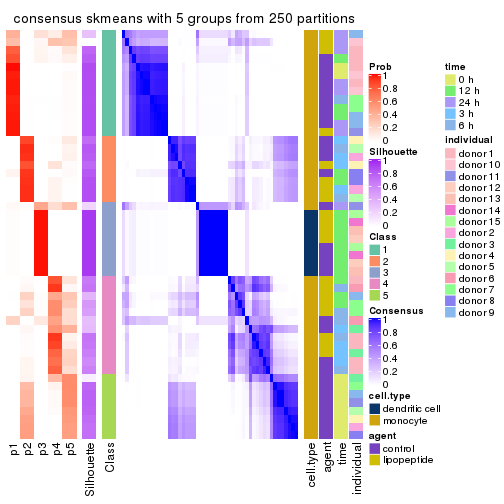 consensus skmeans with 5 groups from 250 partitions
p1
p2
p3
p4
p5
Silhouette
Class
cell.type
agent
time
individual
Prob
1
0.8
0.6
0.4
0.2
0
Silhouette
1
0.8
0.6
0.4
0.2
0
Class
1
2
3
4
5
Consensus
1
0.8
0.6
0.4
0.2
0
cell.type
dendritic cell
monocyte
agent
control
lipopeptide
time
0 h
12 h
24 h
3 h
6 h
individual
donor1
donor10
donor11
donor12
donor13
donor14
donor15
donor2
donor3
donor4
donor5
donor6
donor7
donor8
donor9